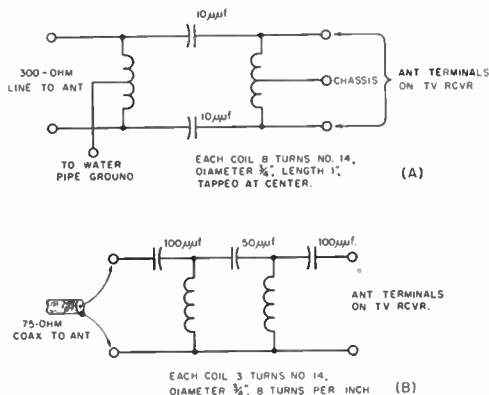 10μμf
300-OHM
LINE TO ANT
CHASSIS
ANT TERMINALS
ON TV RCVR
10μμf
TO WATER
PIPE GROUND
EACH COIL 8 TURNS NO. 14,
DIAMETER ¾", LENGTH 1",
TAPPED AT CENTER.
(A)
100μμf
50μμf
100μμf.
75-OHM
COAX TO ANT
ANT TERMINALS
ON TV RCVR.
EACH COIL 3 TURNS NO 14,
DIAMETER ¾", 8 TURNS PER INCH
(B)